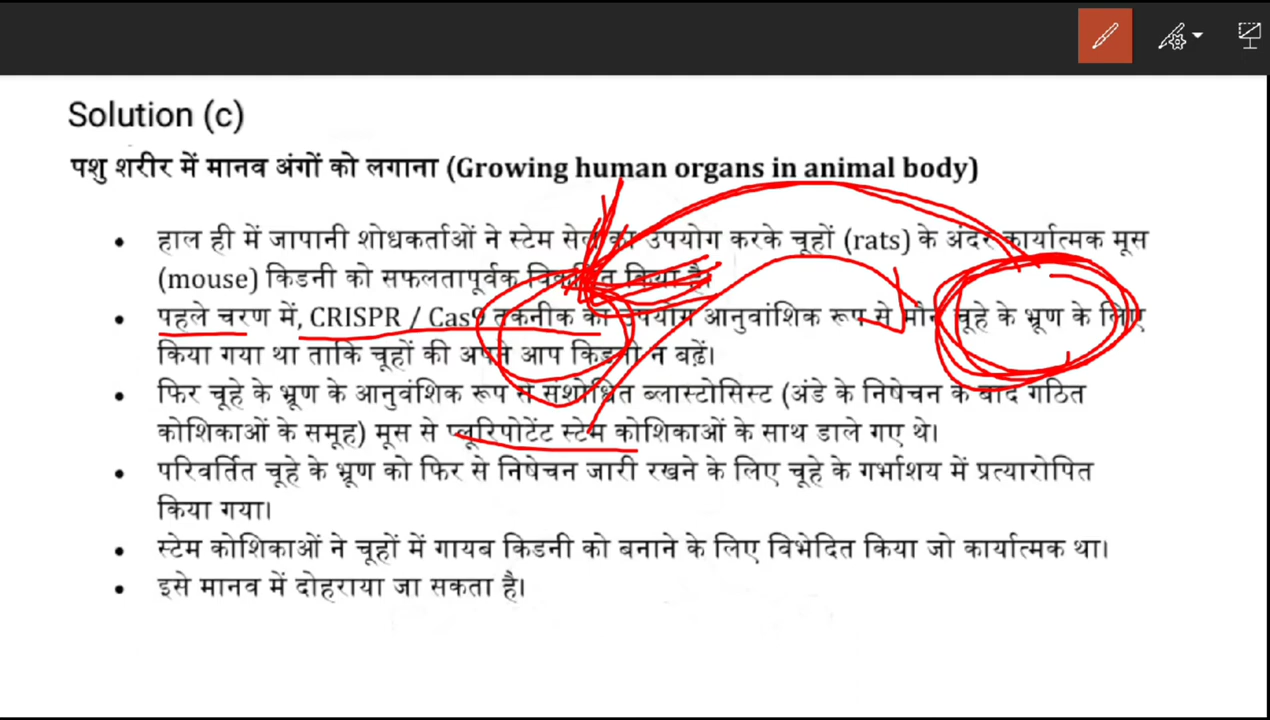 Solution (c)
पशु शरीर में मानव अंगों को लगाना (Growing human organs in animal body)
• हाल ही में जापानी शोधकर्ताओं ने स्टेम सेल का उपयोग करके चूहों (rats) के अंदर कार्यात्मक मूस
(mouse) किडनी को सफलतापूर्वक विकसित किया है।
• पहले चरण में, CRISPR / Cas9 तकनीक का उपयोग आनुवांशिक रूप से मौन चूहे के भ्रूण के लिए
किया गया था ताकि चूहों की अपने आप किडनी न बढ़ें।
• फिर चूहे के भ्रूण के आनुवांशिक रूप से संशोधित ब्लास्टोसिस्ट (अंडे के निषेचन के बाद गठित
कोशिकाओं के समूह) मूस से प्लूरिपोटेंट स्टेम कोशिकाओं के साथ डाले गए थे।
• परिवर्तित चूहे के भ्रूण को फिर से निषेचन जारी रखने के लिए चूहे के गर्भाशय में प्रत्यारोपित
किया गया।
• स्टेम कोशिकाओं ने चूहों में गायब किडनी को बनाने के लिए विभेदित किया जो कार्यात्मक था।
• इसे मानव में दोहराया जा सकता है।